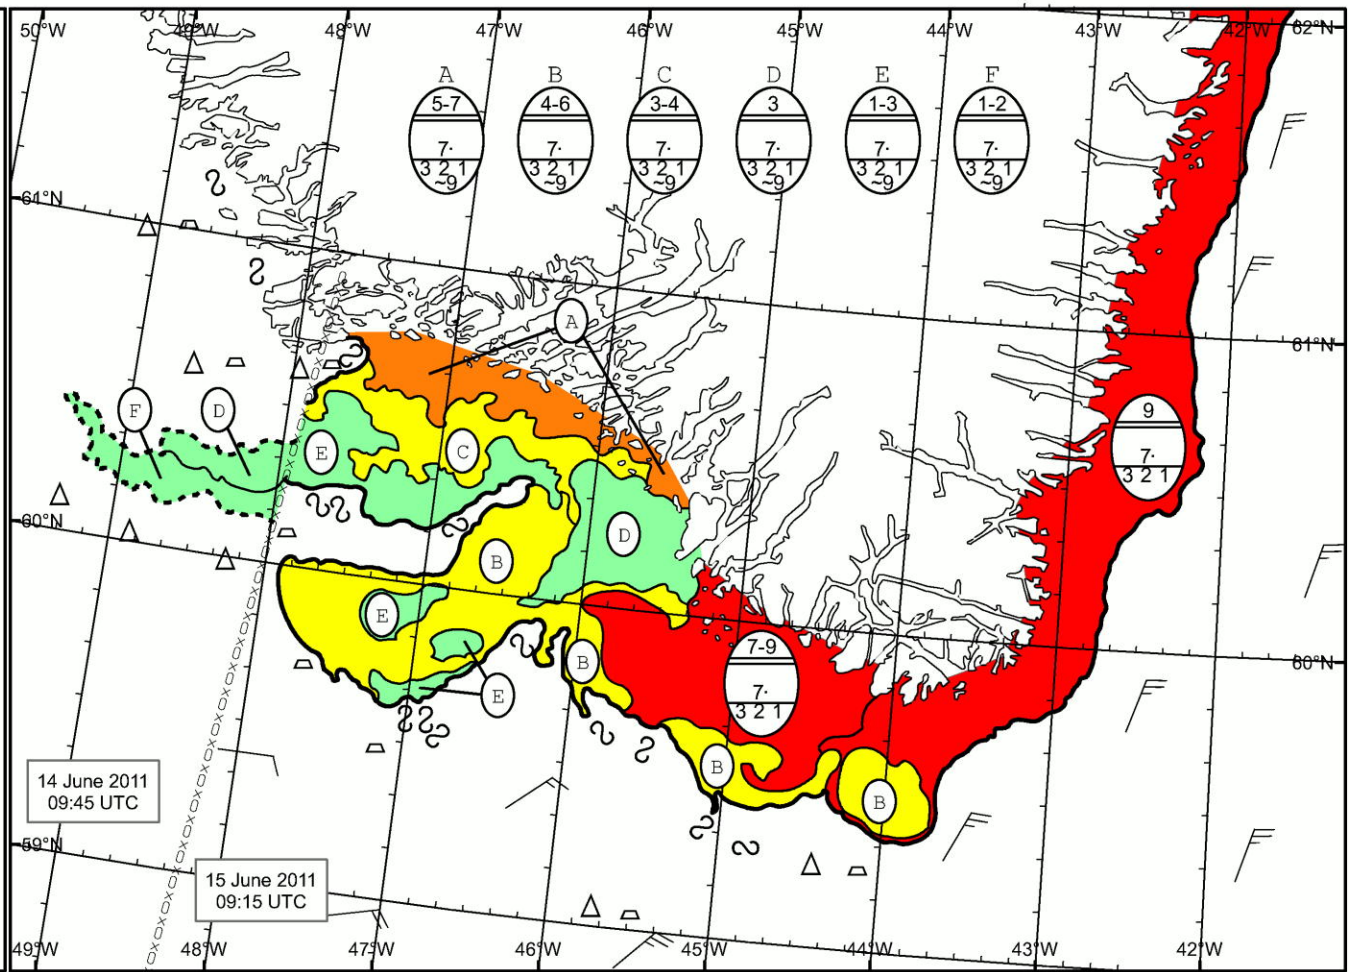 50°W 49°W 48°W 47°W 46°W 45°W 44°W 43°W 42°W 62°N
A B C D E F
5-7 4-6 3-4 3 1-3 1-2
7· 7· 7· 7· 7· 7·
3 2 1 3 2 1 3 2 1 3 2 1 3 2 1 3 2 1
~9 ~9 ~9 ~9 ~9 ~9
61°N
A
61°N
F D
9
7·
3 2 1
E C
60°N
D
B
E
7-9
7·
3 2 1
B
60°N
E
B
B
14 June 2011
09:45 UTC
59°N
15 June 2011
09:15 UTC
49°W 48°W 47°W 46°W 45°W 44°W 43°W 42°W